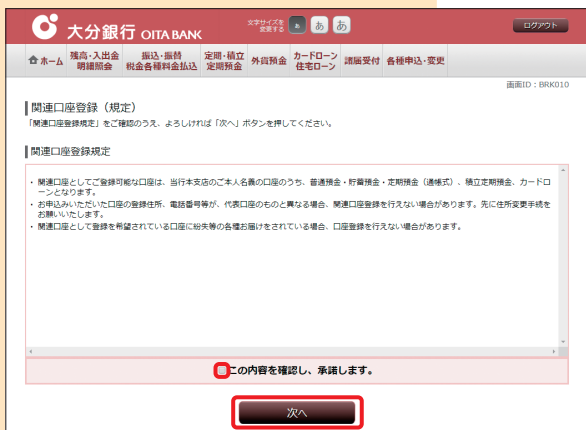 大分銀行 OITA BANK
文字サイズを
変更する
あ あ あ
ログアウト
ホーム
残高・入出金
明細照会
振込・振替
税金各種料金払込
定期・積立
定期預金
外貨預金
カードローン
住宅ローン
諸届受付
各種申込・変更
画面ID：BRK010
関連口座登録（規定）
「関連口座登録規定」をご確認のうえ、よろしければ「次へ」ボタンを押してください。
関連口座登録規定
・ 関連口座としてご登録可能な口座は、当行本支店のご本人名義の口座のうち、普通預金・貯蓄預金・定期預金（通帳式）、積立定期預金、カードロ
ーンとなります。
・ お申込みいただいた口座の登録住所、電話番号等が、代表口座のものと異なる場合、関連口座登録を行えない場合があります。先に住所変更手続を
お願いいたします。
・ 関連口座として登録を希望されている口座に紛失等の各種お届けをされている場合、口座登録を行えない場合があります。
この内容を確認し、承諾します。
次へ